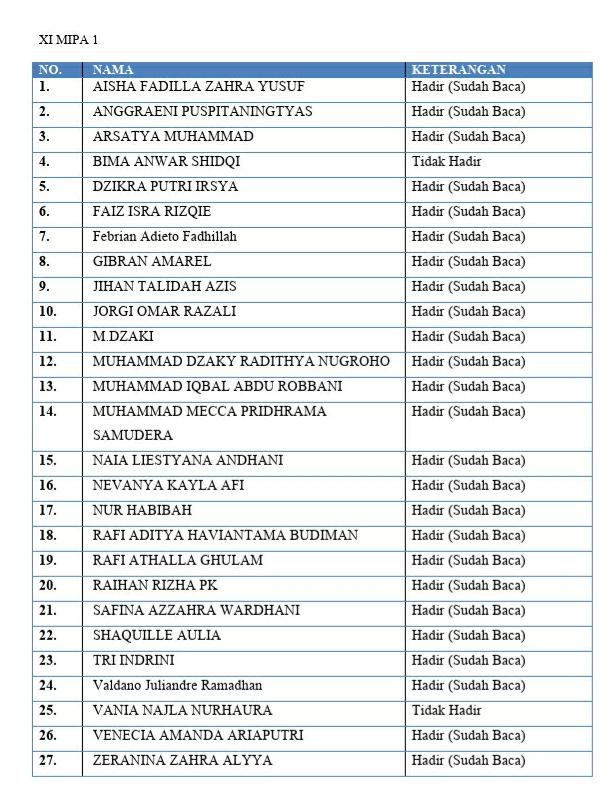 XI MIPA 1
NO. NAMA KETERANGAN
1. AISHA FADILLA ZAHRA YUSUF Hadir (Sudah Baca)
2. ANGGRAENI PUSPITANINGTYAS Hadir (Sudah Baca)
3. ARSATYA MUHAMMAD Hadir (Sudah Baca)
4. BIMA ANWAR SHIDQI Tidak Hadir
5. DZIKRA PUTRI IRSYA Hadir (Sudah Baca)
6. FAIZ ISRA RIZQIE Hadir (Sudah Baca)
7. Febrian Adieto Fadhillah Hadir (Sudah Baca)
8. GIBRAN AMAREL Hadir (Sudah Baca)
9. JIHAN TALIDAH AZIS Hadir (Sudah Baca)
10. JORGI OMAR RAZALI Hadir (Sudah Baca)
11. M.DZAKI Hadir (Sudah Baca)
12. MUHAMMAD DZAKY RADITHYA NUGROHO Hadir (Sudah Baca)
13. MUHAMMAD IQBAL ABDU ROBBANI Hadir (Sudah Baca)
14. MUHAMMAD MECCA PRIDHRAMA Hadir (Sudah Baca)
SAMUDERA
15. NAIA LIESTYANA ANDHANI Hadir (Sudah Baca)
16. NEVANYA KAYLA AFI Hadir (Sudah Baca)
17. NUR HABIBAH Hadir (Sudah Baca)
18. RAFI ADITYA HAVIANTAMA BUDIMAN Hadir (Sudah Baca)
19. RAFI ATHALLA GHULAM Hadir (Sudah Baca)
20. RAIHAN RIZHA PK Hadir (Sudah Baca)
21. SAFINA AZZAHRA WARDHANI Hadir (Sudah Baca)
22. SHAQUILLE AULIA Hadir (Sudah Baca)
23. TRI INDRINI Hadir (Sudah Baca)
24. Valdano Juliandre Ramadhan Hadir (Sudah Baca)
25. VANIA NAJLA NURHAURA Tidak Hadir
26. VENECIA AMANDA ARIAPUTRI Hadir (Sudah Baca)
27. ZERANINA ZAHRA ALYYA Hadir (Sudah Baca)